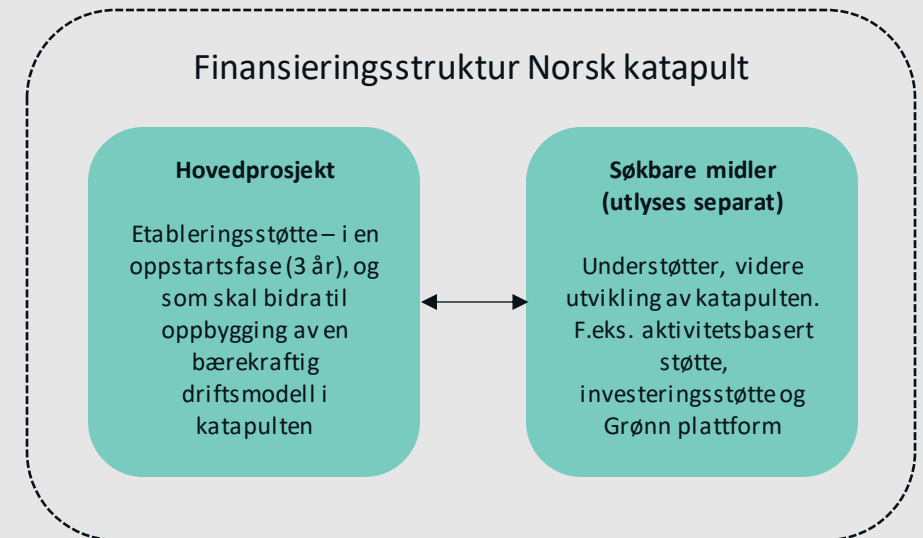 Finansieringsstruktur Norsk katapult
Hovedprosjekt
Etableringsstøtte – i en
oppstartsfase (3 år), og
som skal bidra til
oppbygging av en
bærekraftig
driftsmodell i
katapulten
Søkbare midler
(utlyses separat)
Understøtter, videre
utvikling av katapulten.
F.eks. aktivitetsbasert
støtte,
investeringsstøtte og
Grønn plattform